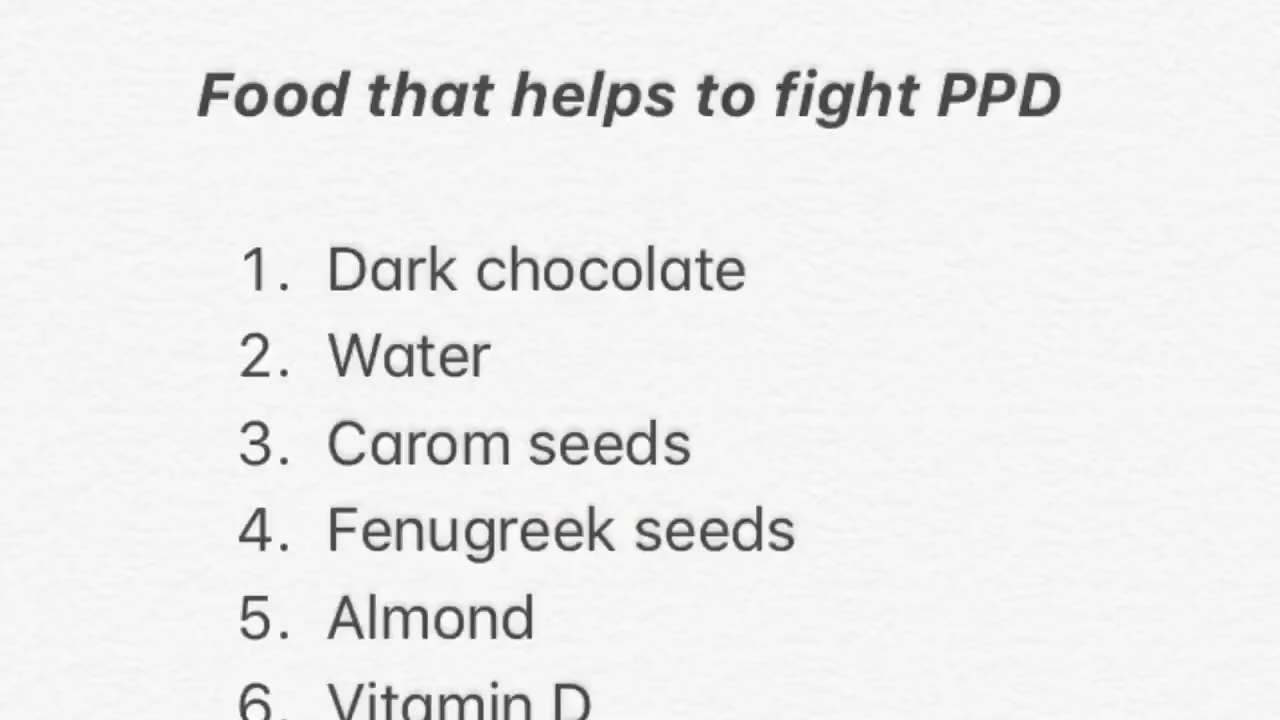 Food that helps to fight PPD
1. Dark chocolate
2. Water
3. Carom seeds
4. Fenugreek seeds
5. Almond
6. Vitamin D